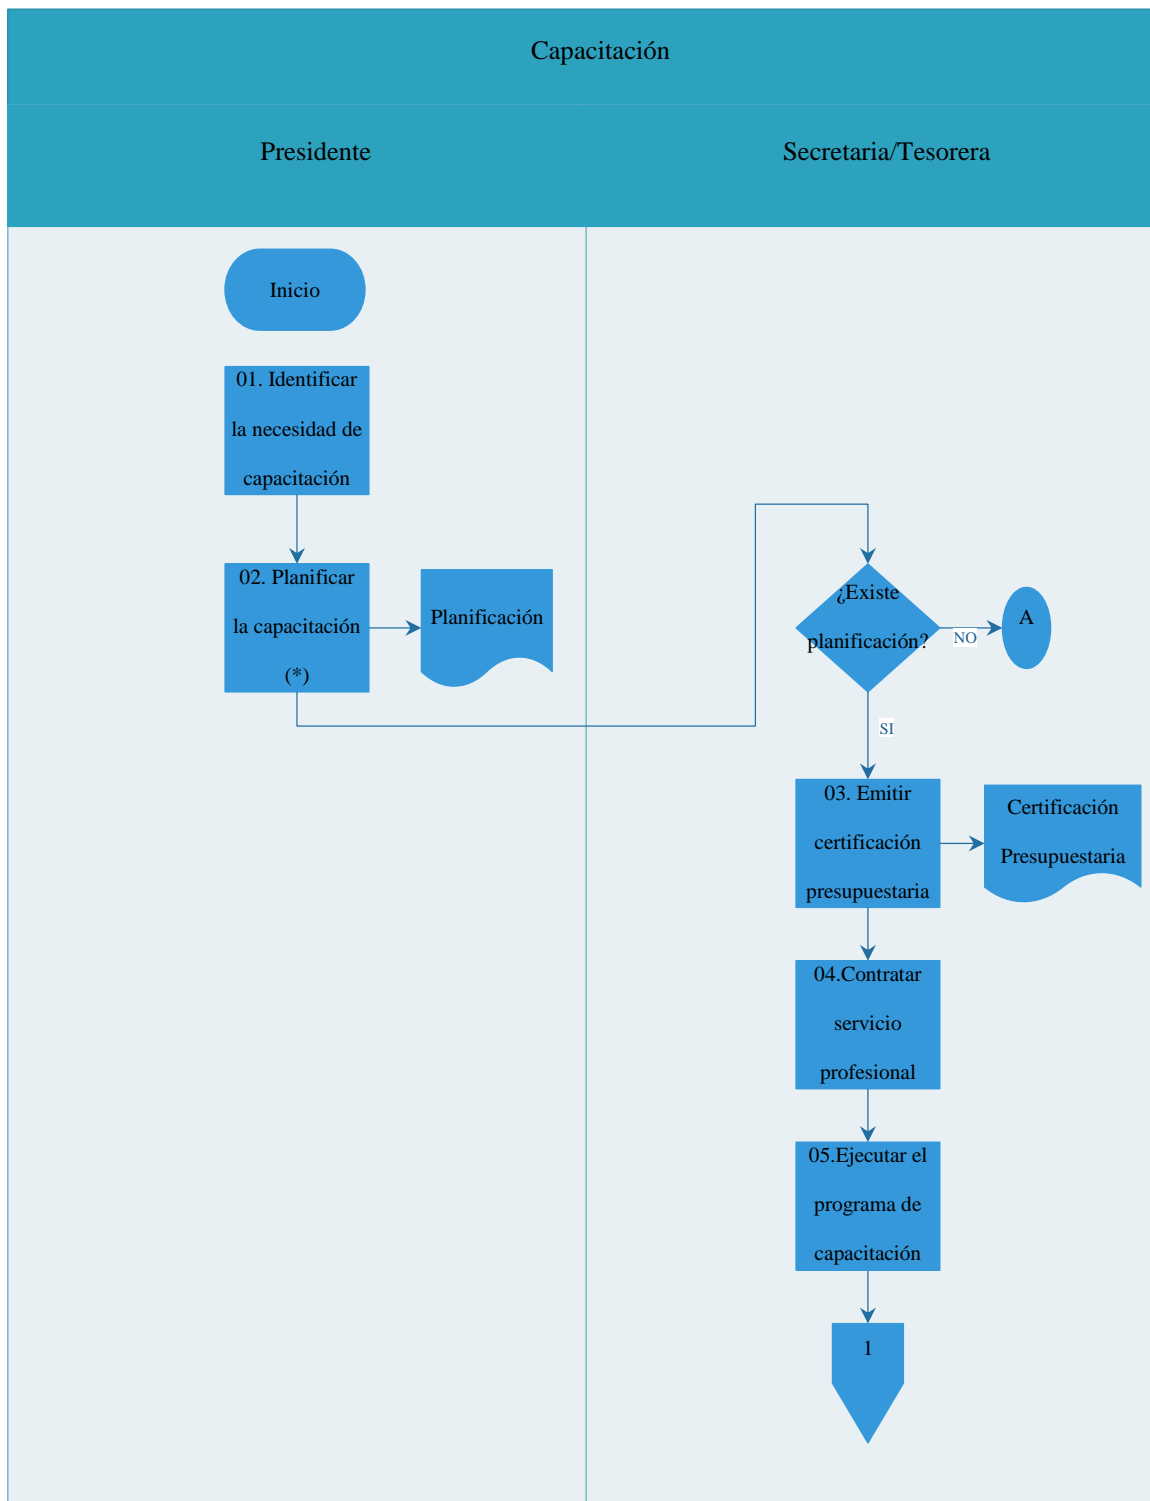 Capacitación
Presidente
Secretaria/Tesorera
Inicio
01. Identificar
la necesidad de
capacitación
02. Planificar
la capacitación
(*)
Planificación
¿Existe
planificación?
NO
A
SI
03. Emitir
certificación
presupuestaria
Certificación
Presupuestaria
04.Contratar
servicio
profesional
05.Ejecutar el
programa de
capacitación
1